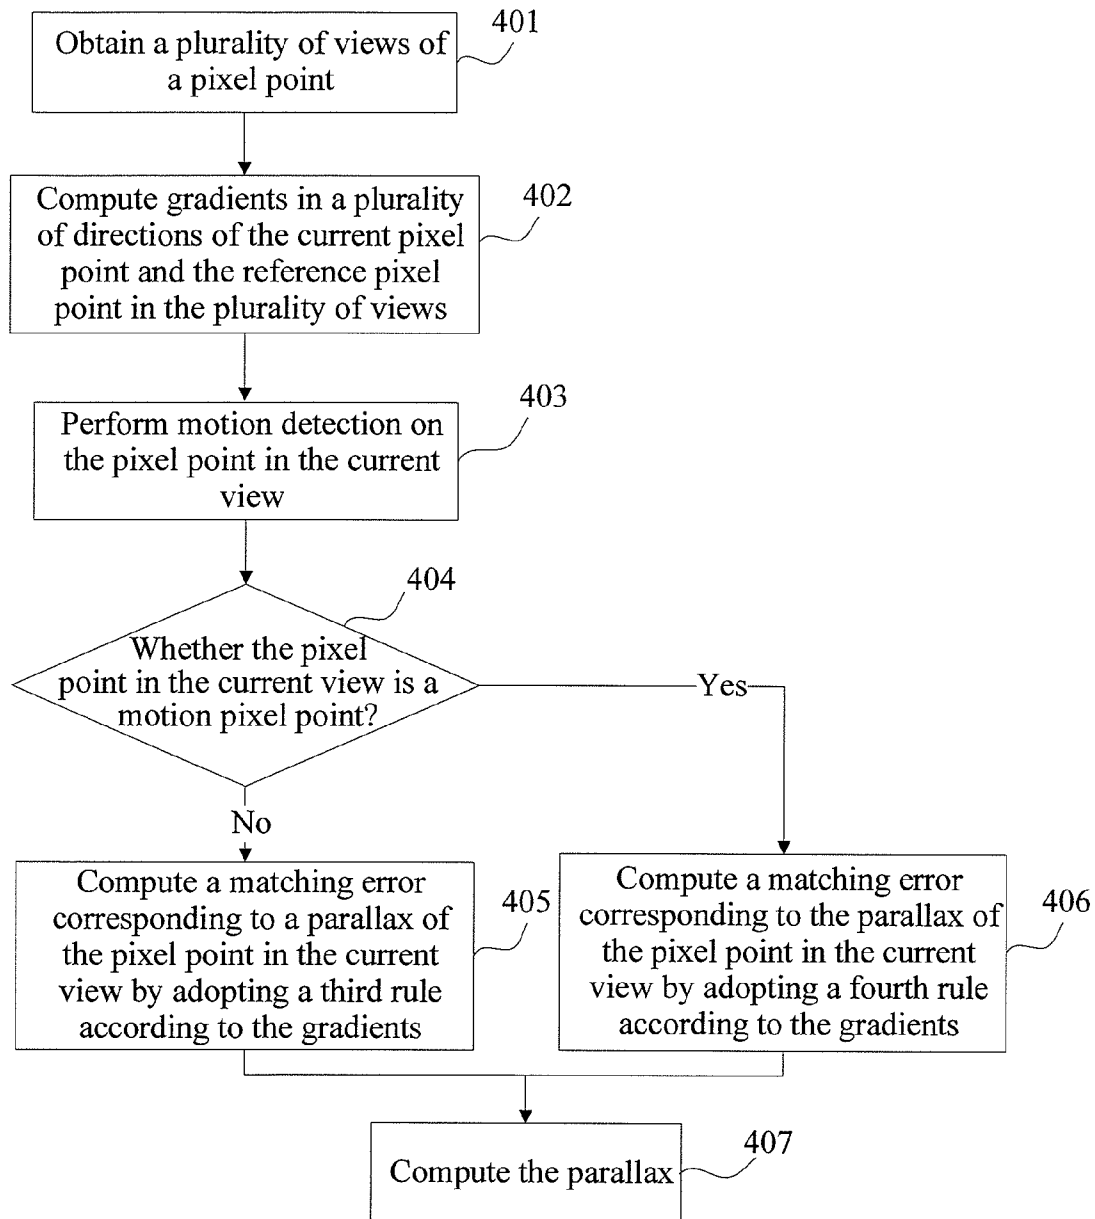 401
Obtain a plurality of views of
a pixel point
402
Compute gradients in a plurality
of directions of the current pixel
point and the reference pixel
point in the plurality of views
403
Perform motion detection on
the pixel point in the current
view
404
Whether the pixel
point in the current view is a
motion pixel point?
Yes
No
Compute a matching error
corresponding to a parallax of
the pixel point in the current
view by adopting a third rule
according to the gradients
405
Compute a matching error
corresponding to the parallax of
the pixel point in the current
view by adopting a fourth rule
according to the gradients
406
407
Compute the parallax